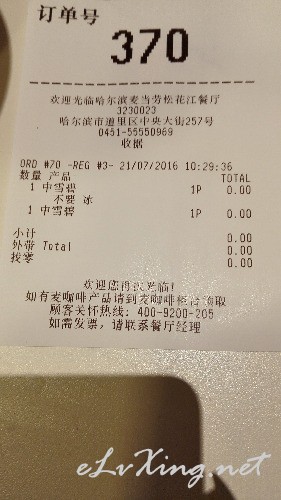 订单号
370
欢迎光临哈尔滨麦当劳松花江餐厅
3230023
哈尔滨市道里区中央大街257号
0451-55550969
收据
ORD #70 -REG #3- 21/07/2016 10:29:36
数量 产品 TOTAL
1 中雪碧 1P 0.00
不要 冰
1 中雪碧 1P 0.00
小计 0.00
外带 Total 0.00
找零 0.00
欢迎您再次光临!
如有麦咖啡产品请到麦咖啡柜台领取
顾客关怀热线: 400-9200-205
如需发票, 请联系餐厅经理
eLvXing.net